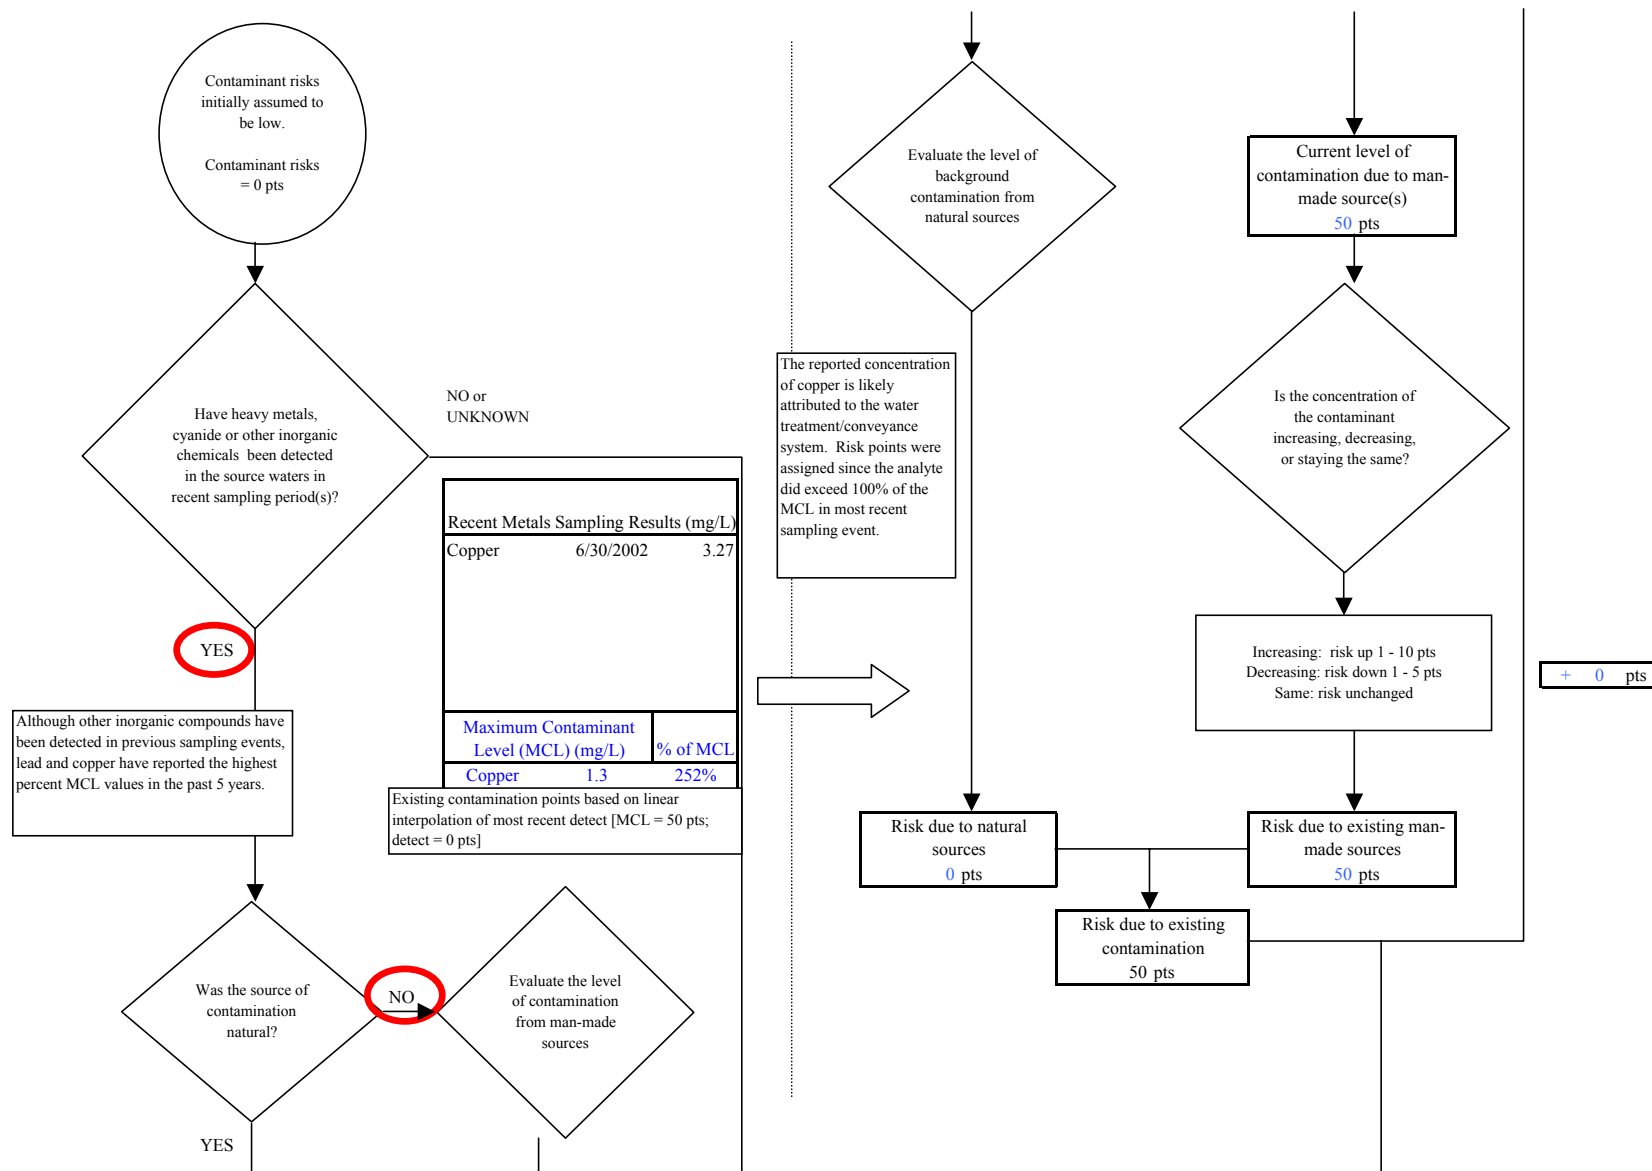 Contaminant risks
initially assumed to
be low.
Contaminant risks
= 0 pts
Have heavy metals,
cyanide or other inorganic
chemicals been detected
in the source waters in
recent sampling period(s)?
NO or
UNKNOWN
YES
Recent Metals Sampling Results (mg/L)
Copper 6/30/2002 3.27
Maximum Contaminant
Level (MCL) (mg/L) % of MCL
Copper 1.3 252%
Existing contamination points based on linear
interpolation of most recent detect [MCL = 50 pts;
detect = 0 pts]
Although other inorganic compounds have
been detected in previous sampling events,
lead and copper have reported the highest
percent MCL values in the past 5 years.
Was the source of
contamination
natural?
NO
YES
Evaluate the level
of contamination
from man-made
sources
Evaluate the level of
background
contamination from
natural sources
The reported concentration
of copper is likely
attributed to the water
treatment/conveyance
system. Risk points were
assigned since the analyte
did exceed 100% of the
MCL in most recent
sampling event.
Risk due to natural
sources
0 pts
Current level of
contamination due to man-
made source(s)
50 pts
Is the concentration of
the contaminant
increasing, decreasing,
or staying the same?
Increasing: risk up 1 - 10 pts
Decreasing: risk down 1 - 5 pts
Same: risk unchanged
Risk due to existing man-
made sources
50 pts
Risk due to existing
contamination
50 pts
+ 0 pts